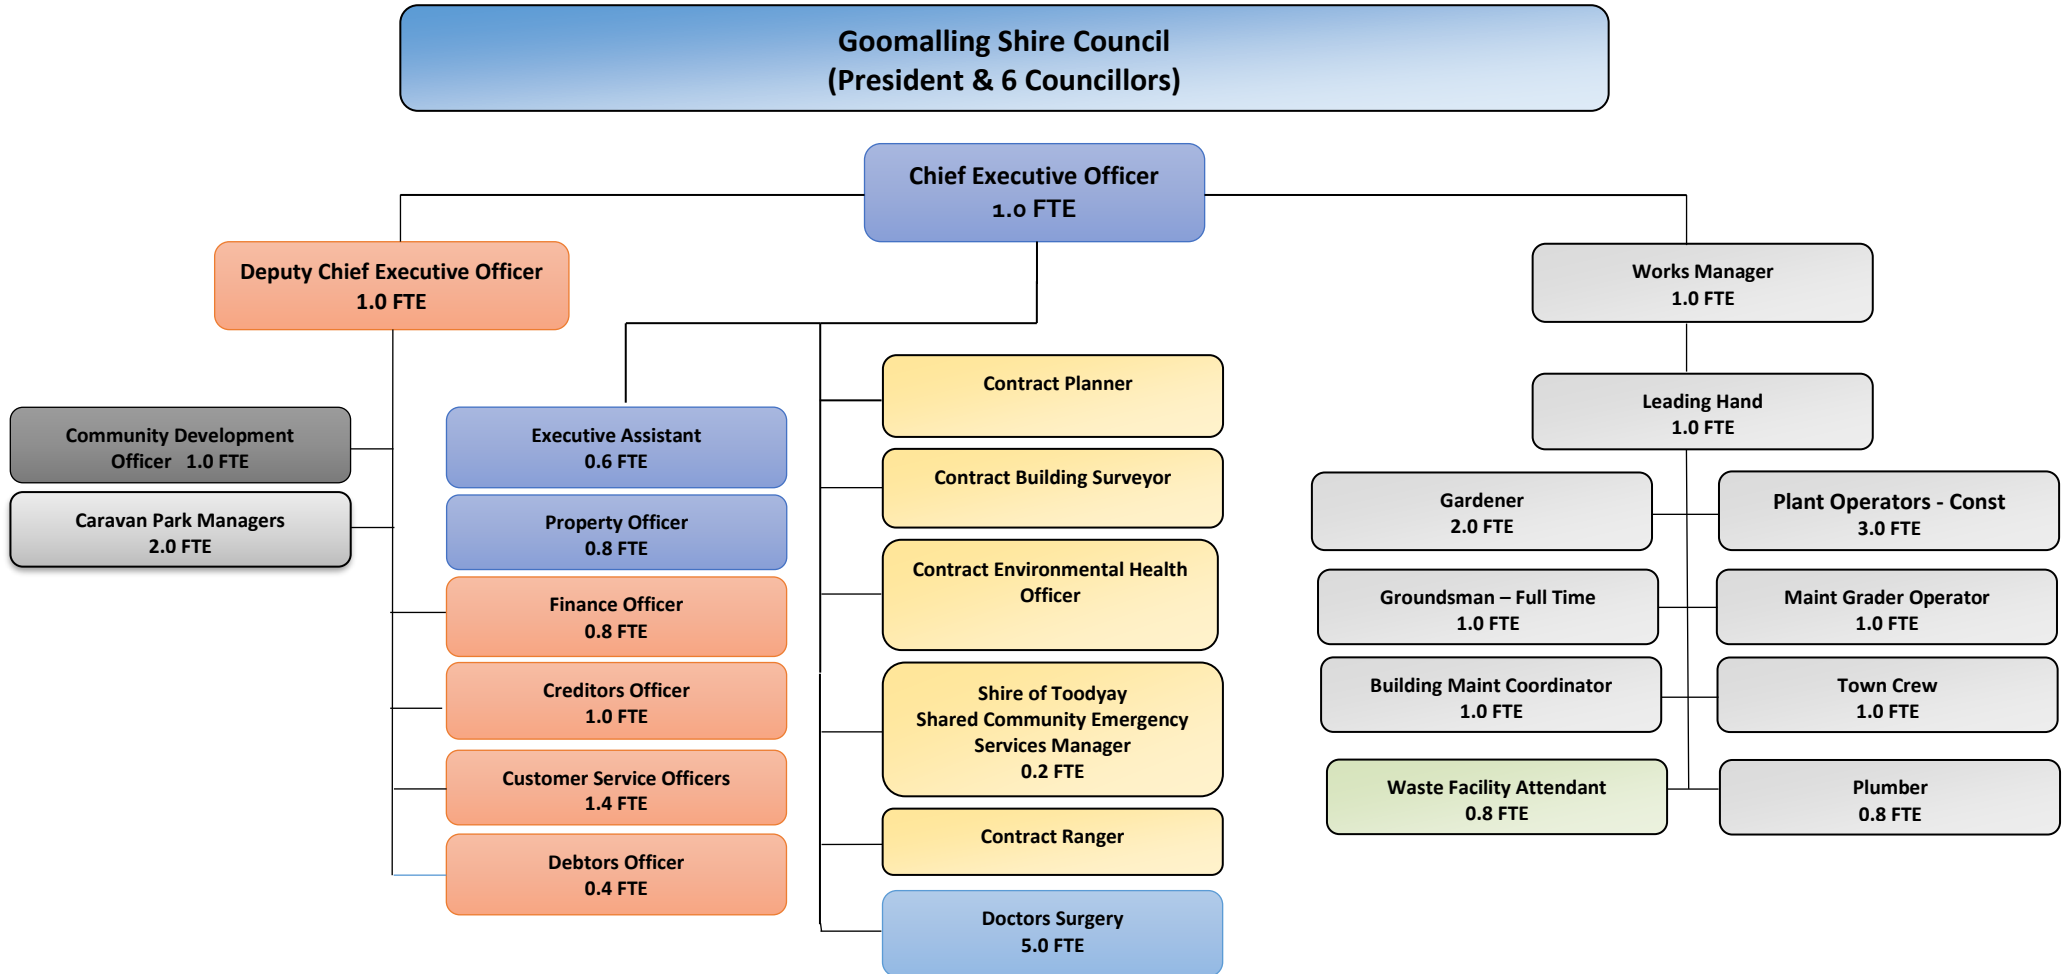 Goomalling Shire Council
(President & 6 Councillors)
Chief Executive Officer
1.0 FTE
Deputy Chief Executive Officer
1.0 FTE
Works Manager
1.0 FTE
Leading Hand
1.0 FTE
Community Development
Officer 1.0 FTE
Caravan Park Managers
2.0 FTE
Executive Assistant
0.6 FTE
Property Officer
0.8 FTE
Finance Officer
0.8 FTE
Creditors Officer
1.0 FTE
Customer Service Officers
1.4 FTE
Debtors Officer
0.4 FTE
Contract Planner
Contract Building Surveyor
Contract Environmental Health
Officer
Shire of Toodyay
Shared Community Emergency
Services Manager
0.2 FTE
Contract Ranger
Doctors Surgery
5.0 FTE
Gardener
2.0 FTE
Plant Operators - Const
3.0 FTE
Groundsman – Full Time
1.0 FTE
Maint Grader Operator
1.0 FTE
Building Maint Coordinator
1.0 FTE
Town Crew
1.0 FTE
Waste Facility Attendant
0.8 FTE
Plumber
0.8 FTE